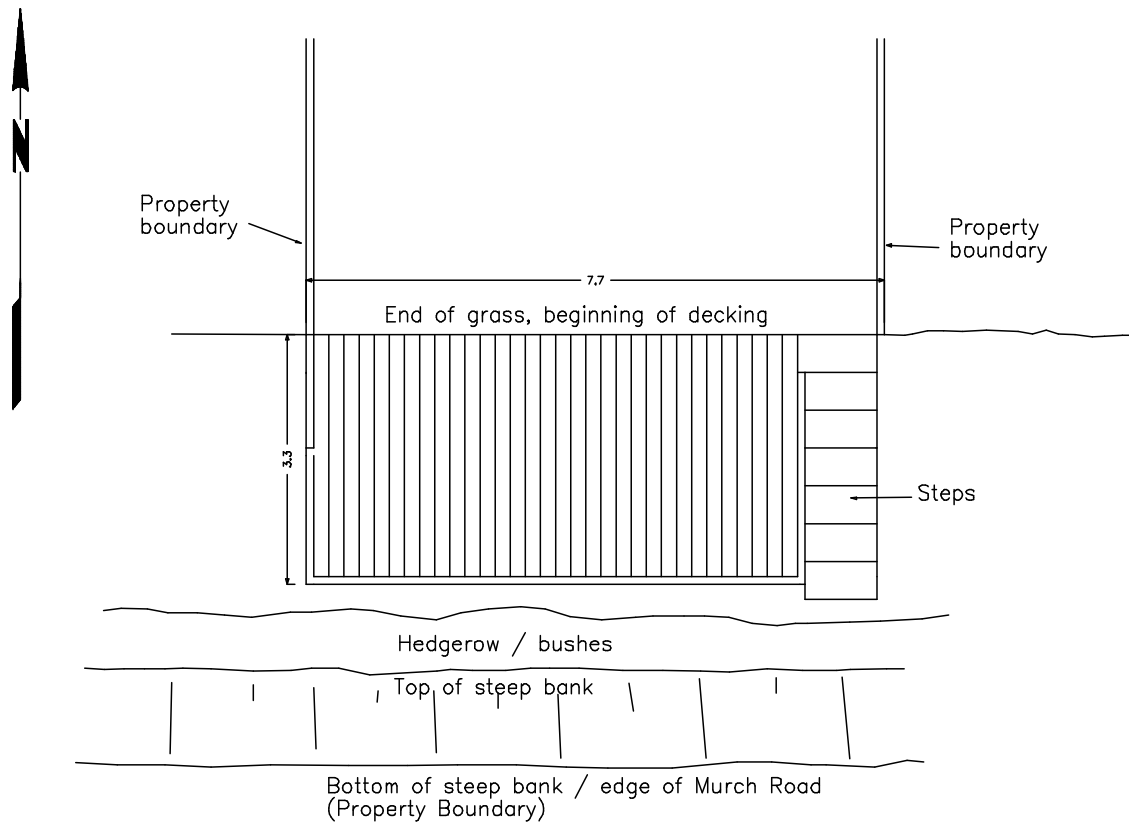 N
Property
boundary
Property
boundary
7.7
End of grass, beginning of decking
3.3
Steps
Hedgerow / bushes
Top of steep bank
Bottom of steep bank / edge of Murch Road
(Property Boundary)